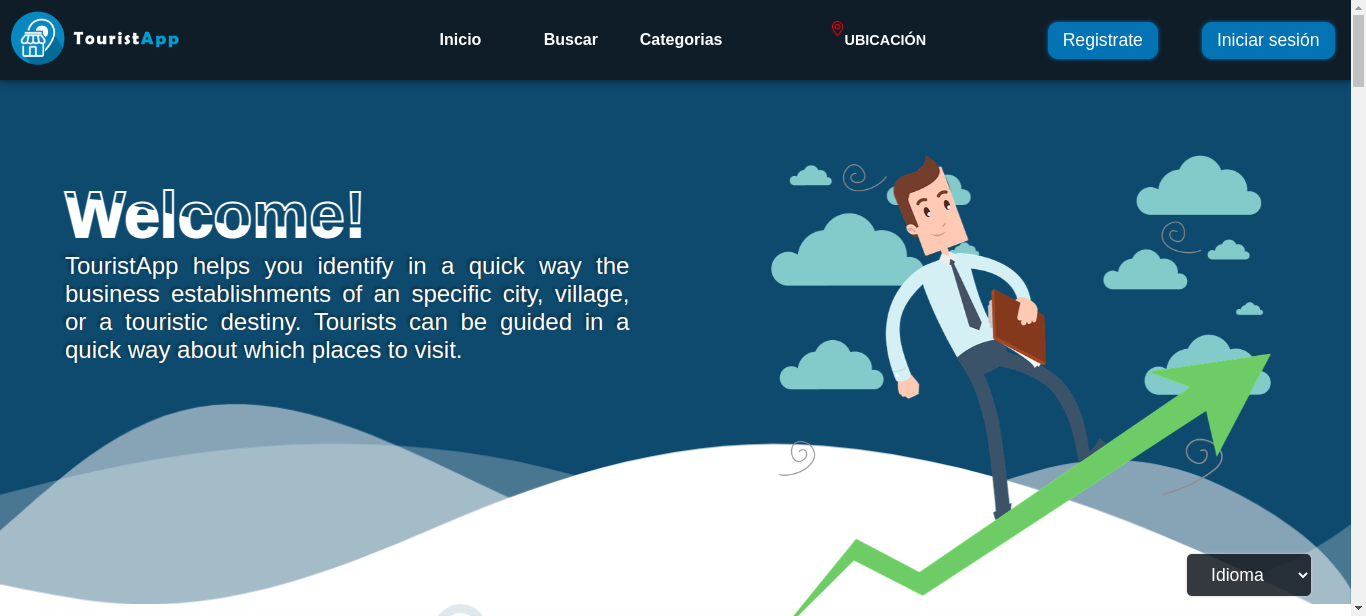 TouristApp
Inicio
Buscar
Categorias
UBICACIÓN
Registrate
Iniciar sesión
Welcome!
TouristApp helps you identify in a quick way the
business establishments of an specific city, village,
or a touristic destiny. Tourists can be guided in a
quick way about which places to visit.
Idioma